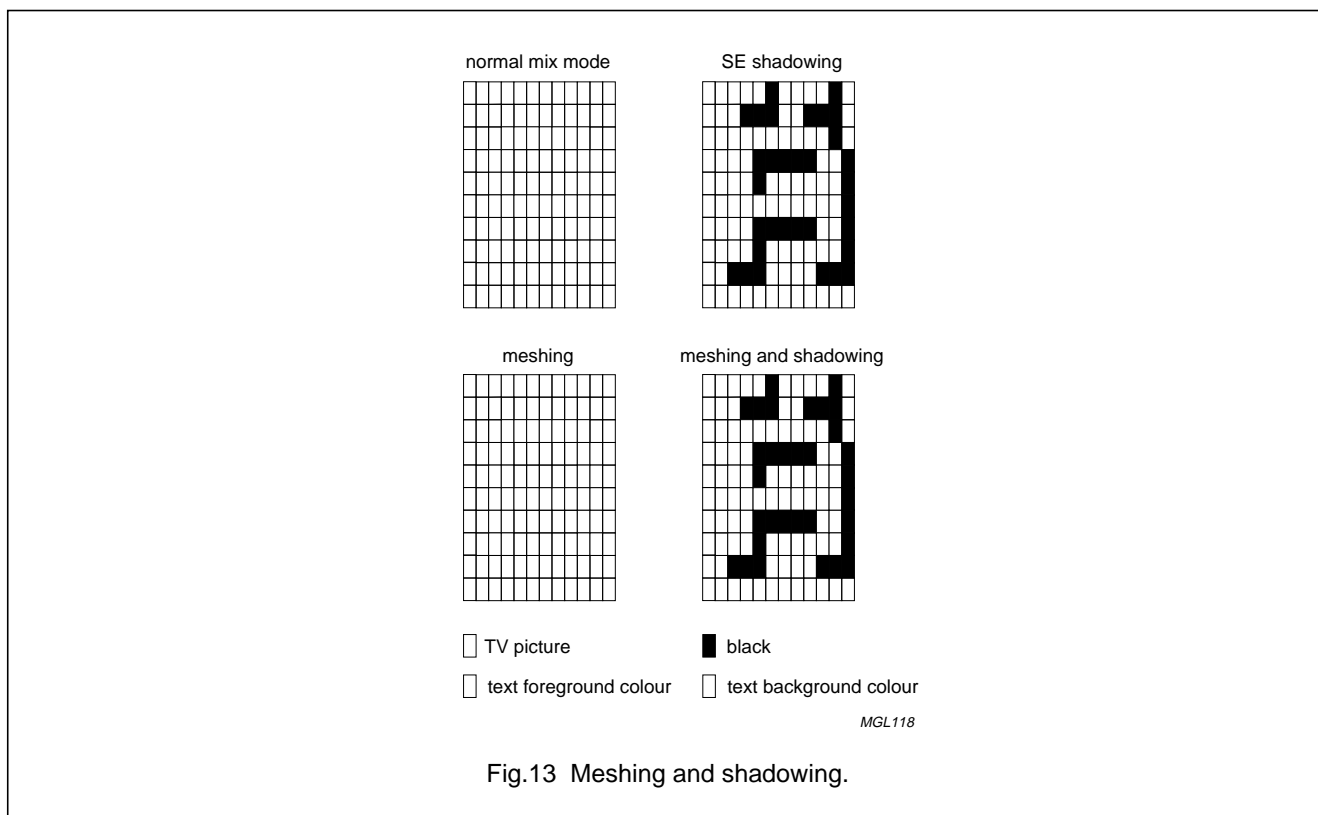 normal mix mode
SE shadowing
meshing
meshing and shadowing
TV picture
black
text foreground colour
text background colour
MGL118
Fig.13 Meshing and shadowing.